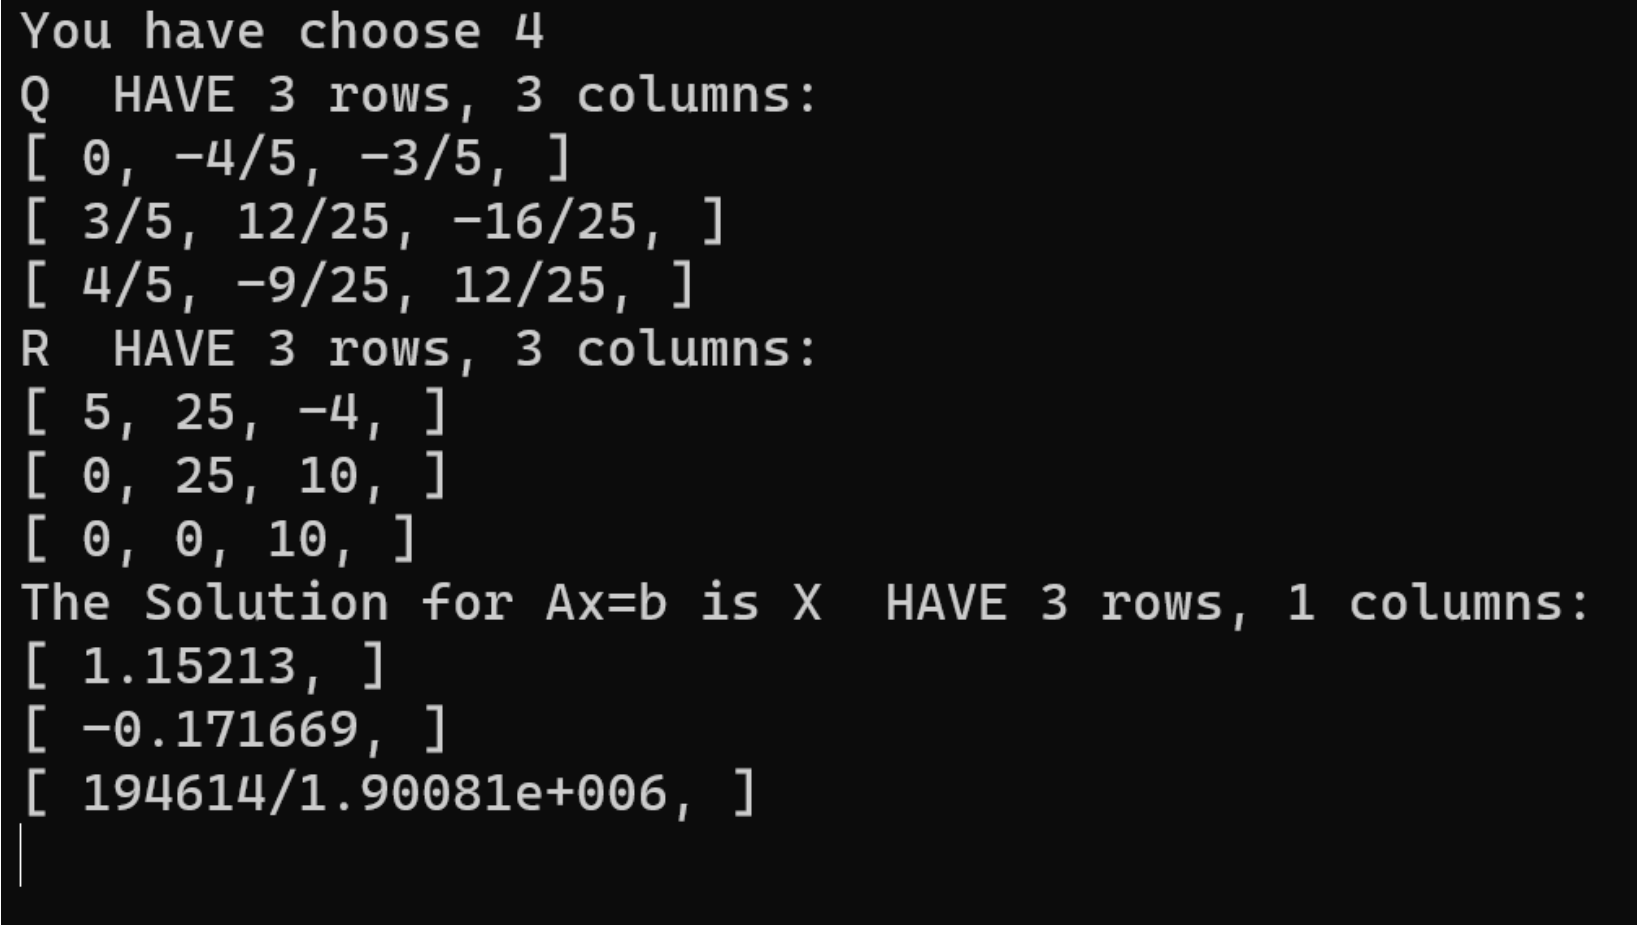 You have choose 4
Q  HAVE 3 rows, 3 columns:
[ 0, -4/5, -3/5, ]
[ 3/5, 12/25, -16/25, ]
[ 4/5, -9/25, 12/25, ]
R  HAVE 3 rows, 3 columns:
[ 5, 25, -4, ]
[ 0, 25, 10, ]
[ 0, 0, 10, ]
The Solution for Ax=b is X  HAVE 3 rows, 1 columns:
[ 1.15213, ]
[ -0.171669, ]
[ 194614/1.90081e+006, ]